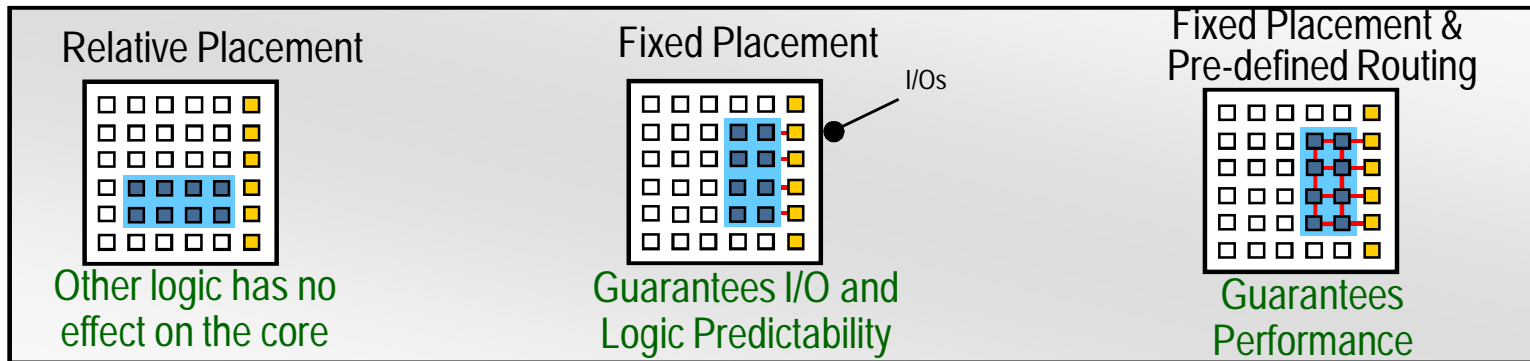 Relative Placement
Other logic has no
effect on the core
Fixed Placement
I/Os
Guarantees I/O and
Logic Predictability
Fixed Placement &
Pre-defined Routing
Guarantees
Performance